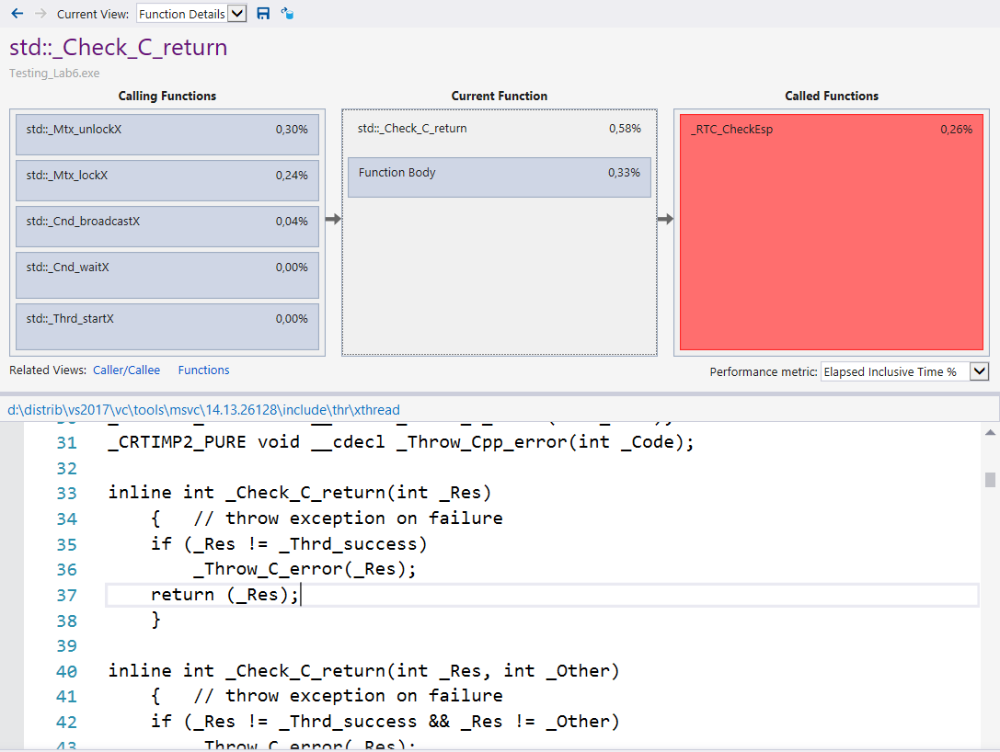 Current View: Function Details
std::_Check_C_return
Testing_Lab6.exe
Calling Functions Current Function Called Functions
std::_Mtx_unlockX 0,30%
std::_Mtx_lockX 0,24%
std::_Cnd_broadcastX 0,04%
std::_Cnd_waitX 0,00%
std::_Thrd_startX 0,00%
std::_Check_C_return 0,58%
Function Body 0,33%
_RTC_CheckEsp 0,26%
Related Views: Caller/Callee Functions
Performance metric: Elapsed Inclusive Time %
d:\distrib\vs2017\vc\tools\msvc\14.13.26128\include\thr\xthread
31 _CRTIMP2_PURE void __cdecl _Throw_Cpp_error(int _Code);
32
33 inline int _Check_C_return(int _Res)
34 { // throw exception on failure
35 if (_Res != _Thrd_success)
36 _Throw_C_error(_Res);
37 return (_Res);
38 }
39
40 inline int _Check_C_return(int _Res, int _Other)
41 { // throw exception on failure
42 if (_Res != _Thrd_success && _Res != _Other)
43 _Throw_C_error(_Res);